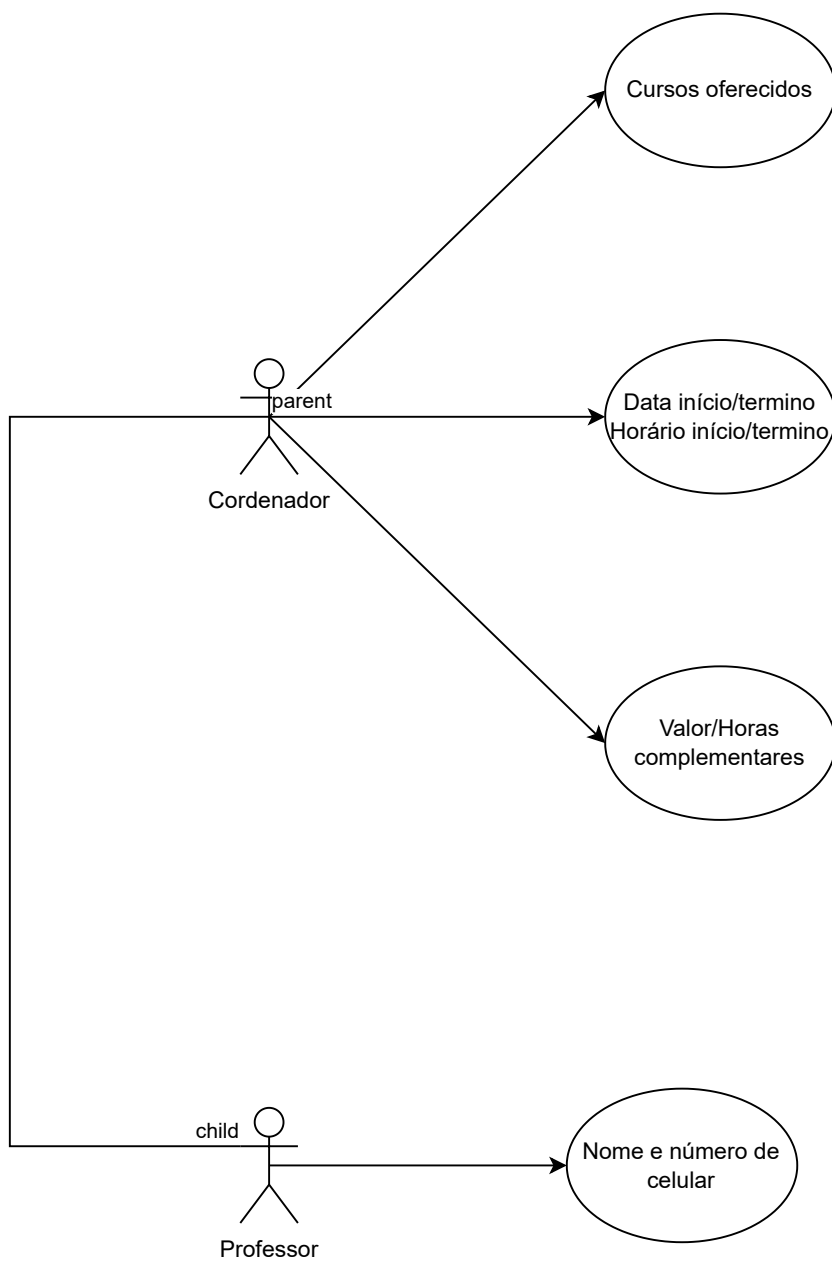 Cursos oferecidos
parent
Data início/termino
Horário início/termino
Cordenador
Valor/Horas
complementares
child
Nome e número de
celular
Professor